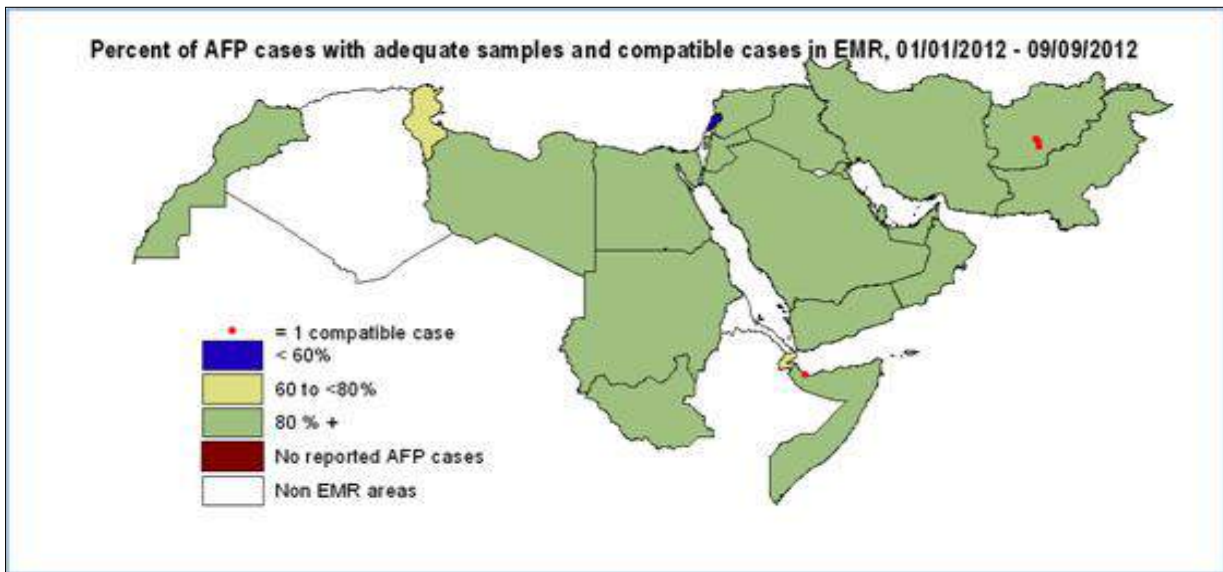 Percent of AFP cases with adequate samples and compatible cases in EMR, 01/01/2012 - 09/09/2012
= 1 compatible case
< 60%
60 to <80%
80 % +
No reported AFP cases
Non EMR areas